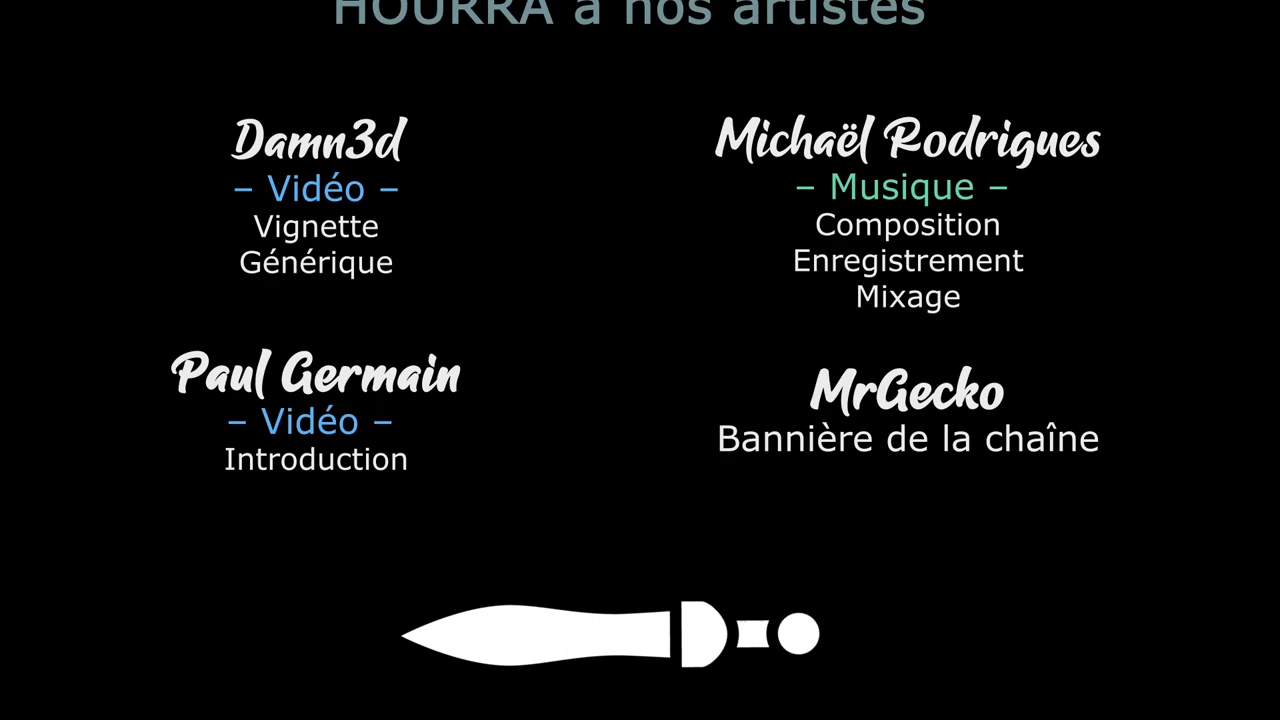 HOURRA à nos artistes
Damn3d
– Vidéo –
Vignette
Générique
Michaël Rodrigues
– Musique –
Composition
Enregistrement
Mixage
Paul Germain
– Vidéo –
Introduction
MrGecko
Bannière de la chaîne